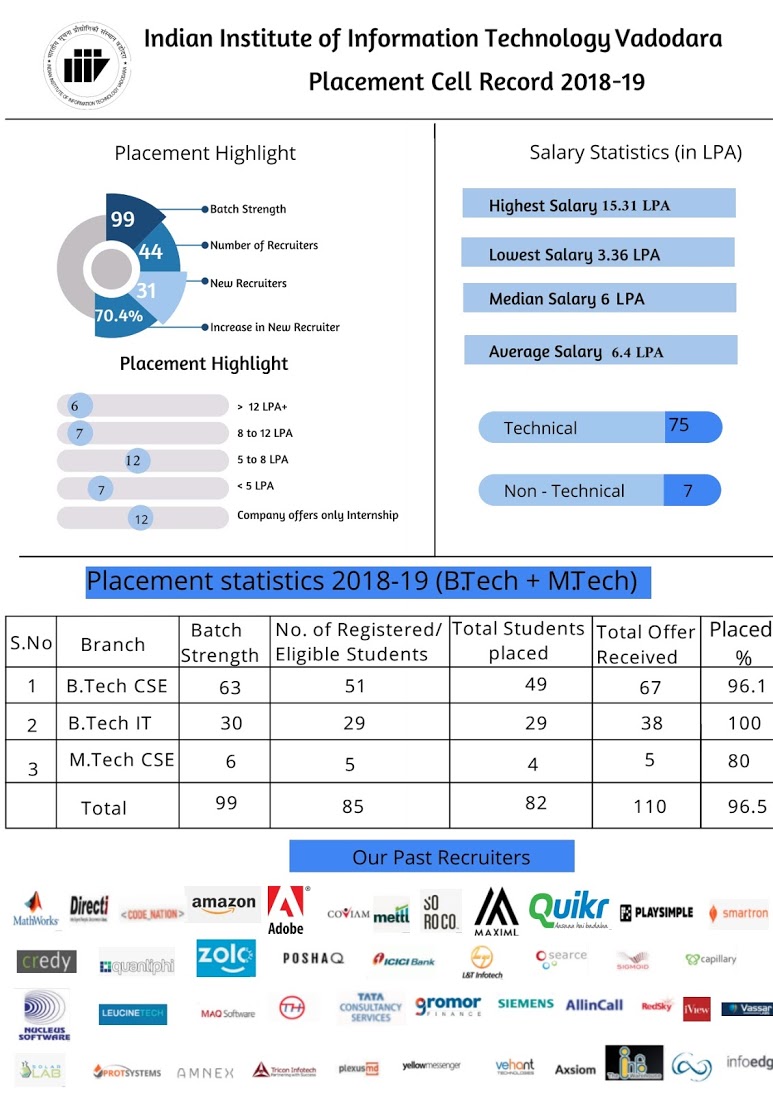 Indian Institute of Information Technology Vadodara
Placement Cell Record 2018-19
Placement Highlight
99
Batch Strength
44
Number of Recruiters
31
New Recruiters
70.4%
Increase in New Recruiter
Placement Highlight
6 > 12 LPA+
7 8 to 12 LPA
12 5 to 8 LPA
7 < 5 LPA
12 Company offers only Internship
Salary Statistics (in LPA)
Highest Salary 15.31 LPA
Lowest Salary 3.36 LPA
Median Salary 6 LPA
Average Salary 6.4 LPA
Technical 75
Non - Technical 7
Placement statistics 2018-19 (B.Tech + M.Tech)
S.No Branch Batch Strength No. of Registered/ Eligible Students Total Students placed Total Offer Received Placed %
1 B.Tech CSE 63 51 49 67 96.1
2 B.Tech IT 30 29 29 38 100
3 M.Tech CSE 6 5 4 5 80
Total 99 85 82 110 96.5
Our Past Recruiters
MathWorks Directi <CODE_NATION> amazon Adobe COVIAM mettl SOROCO. MAXIML Quikr PLAYSIMPLE smartron
credy quantiphi zolo POSHAQ ICICI Bank L&T Infotech searce SIGMOID capillary
NUCLEUS SOFTWARE LEUCINETECH MAQ Software TH TATA CONSULTANCY SERVICES gromor FINANCE SIEMENS AllinCall RedSky iView Vassar
SOLAR LAB PROTSYSTEMS AMNEX Tricon Infotech plexusmd yellowmessenger vehant TECHNOLOGIES Axsiom infoedg